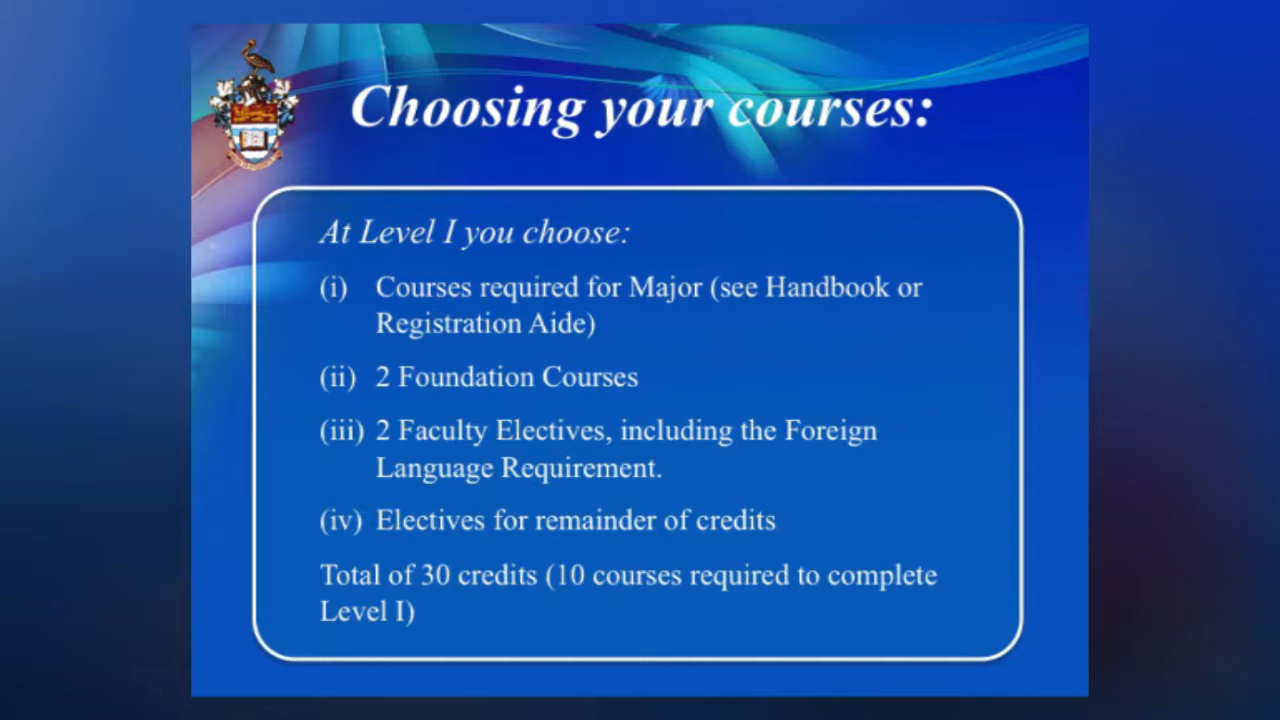 Choosing your courses:
At Level I you choose:
(i) Courses required for Major (see Handbook or
Registration Aide)
(ii) 2 Foundation Courses
(iii) 2 Faculty Electives, including the Foreign
Language Requirement.
(iv) Electives for remainder of credits
Total of 30 credits (10 courses required to complete
Level I)